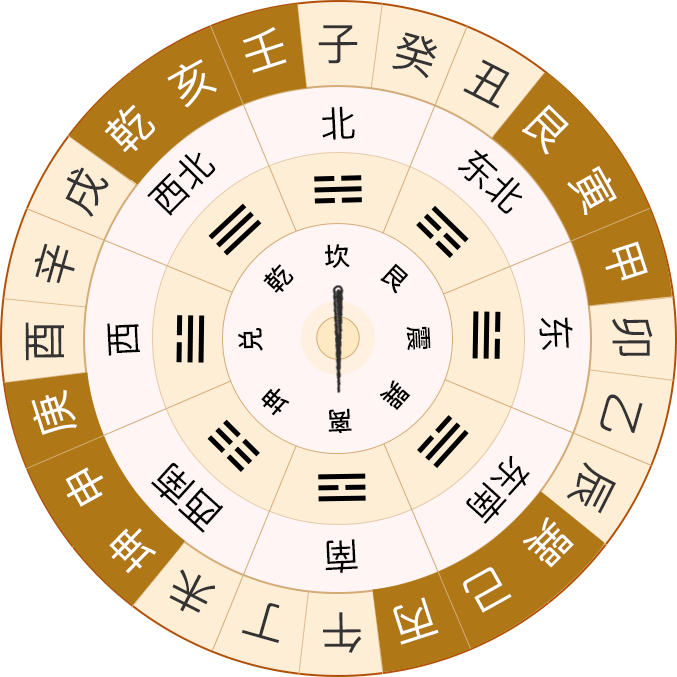 子
癸
丑
艮
寅
甲
卯
乙
辰
巽
己
丙
午
丁
未
坤
申
庚
酉
辛
戌
乾
亥
壬
北
东北
东
东南
南
西南
西
西北
坎
艮
震
巽
離
坤
兑
乾